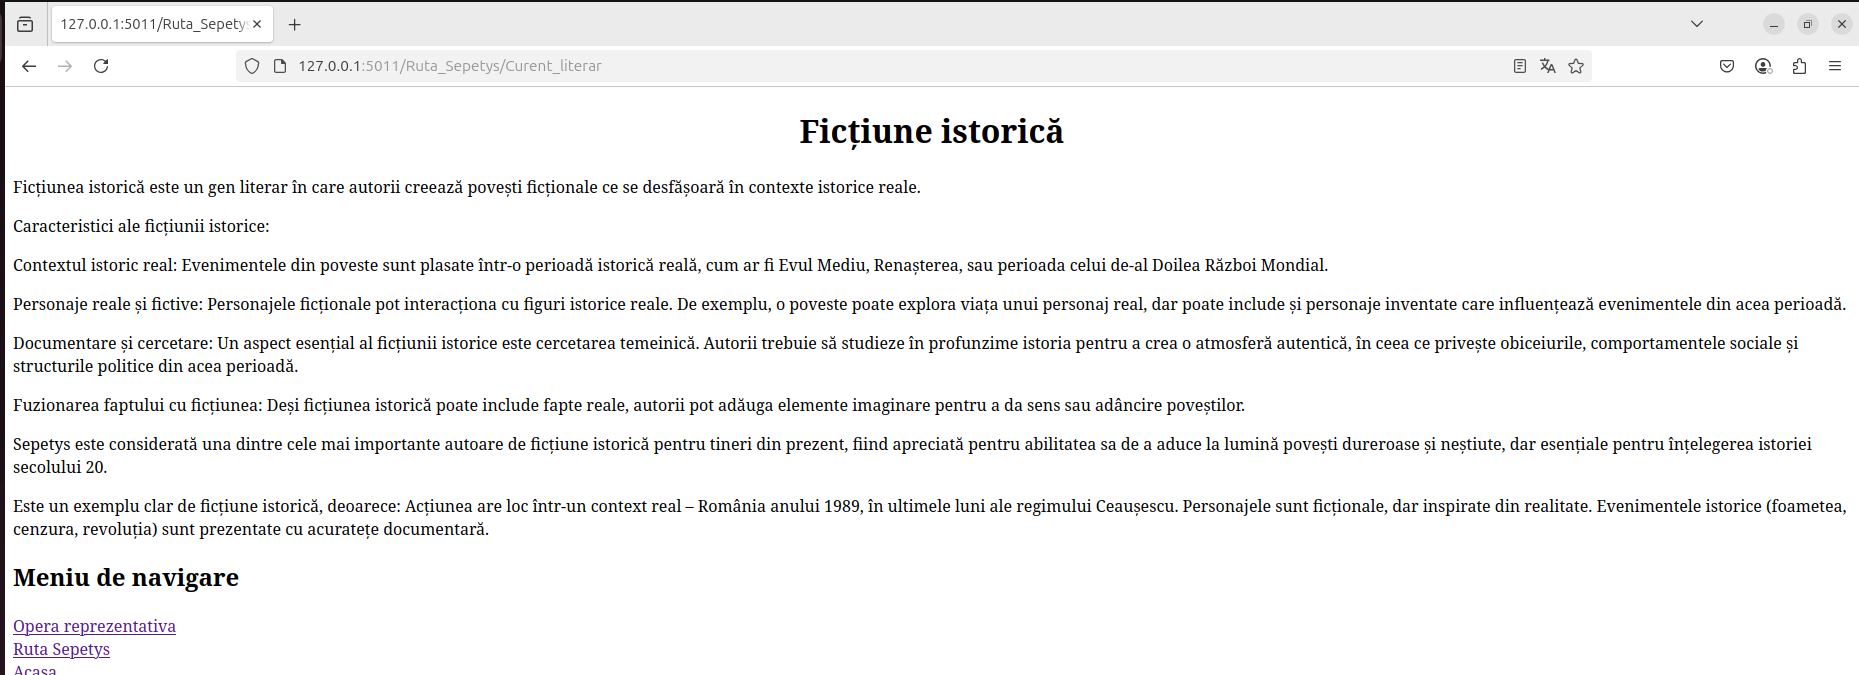 127.0.0.1:5011/Ruta_Sepetys
127.0.0.1:5011/Ruta_Sepetys/Curent_literar
Ficțiune istorică
Ficțiunea istorică este un gen literar în care autorii creează povești ficționale ce se desfășoară în contexte istorice reale.
Caracteristici ale ficțiunii istorice:
Contextul istoric real: Evenimentele din poveste sunt plasate într-o perioadă istorică reală, cum ar fi Evul Mediu, Renașterea, sau perioada celui de-al Doilea Război Mondial.
Personaje reale și fictive: Personajele ficționale pot interacționa cu figuri istorice reale. De exemplu, o poveste poate explora viața unui personaj real, dar poate include și personaje inventate care influențează evenimentele din acea perioadă.
Documentare și cercetare: Un aspect esențial al ficțiunii istorice este cercetarea temeinică. Autorii trebuie să studieze în profunzime istoria pentru a crea o atmosferă autentică, în ceea ce privește obiceiurile, comportamentele sociale și
structurile politice din acea perioadă.
Fuzionarea faptului cu ficțiunea: Deși ficțiunea istorică poate include fapte reale, autorii pot adăuga elemente imaginare pentru a da sens sau adâncire poveștilor.
Sepetys este considerată una dintre cele mai importante autoare de ficțiune istorică pentru tineri din prezent, fiind apreciată pentru abilitatea sa de a aduce la lumină povești dureroase și neștiute, dar esențiale pentru înțelegerea istoriei
secolului 20.
Este un exemplu clar de ficțiune istorică, deoarece: Acțiunea are loc într-un context real – România anului 1989, în ultimele luni ale regimului Ceaușescu. Personajele sunt ficționale, dar inspirate din realitate. Evenimentele istorice (foametea,
cenzura, revoluția) sunt prezentate cu acuratețe documentară.
Meniu de navigare
Opera reprezentativa
Ruta Sepetys
Acasa